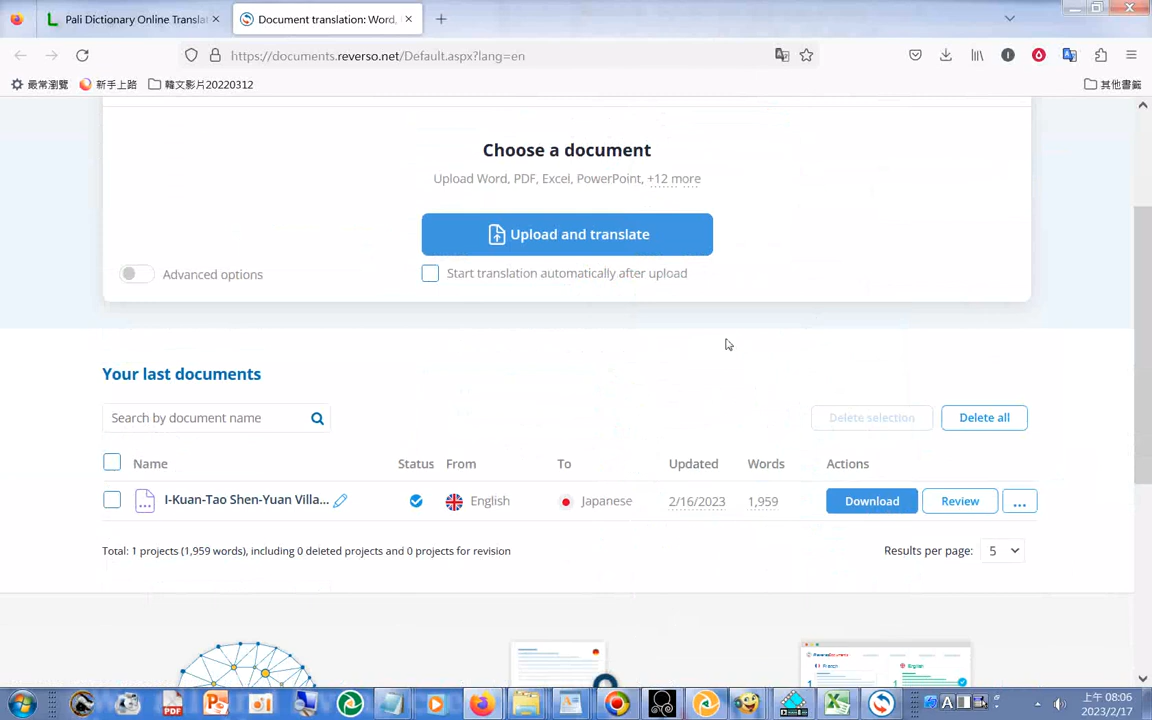 Pali Dictionary Online Translat
Document translation: Word,
https://documents.reverso.net/Default.aspx?lang=en
最常瀏覽 新手上路 韓文影片20220312 其他書籤
Choose a document
Upload Word, PDF, Excel, PowerPoint, +12 more
Upload and translate
Advanced options
Start translation automatically after upload
Your last documents
Search by document name
Delete selection Delete all
Name Status From To Updated Words Actions
I-Kuan-Tao Shen-Yuan Villa... English Japanese 2/16/2023 1,959 Download Review ...
Total: 1 projects (1,959 words), including 0 deleted projects and 0 projects for revision
Results per page: 5
French English
PDF
上午 08:06
2023/2/17